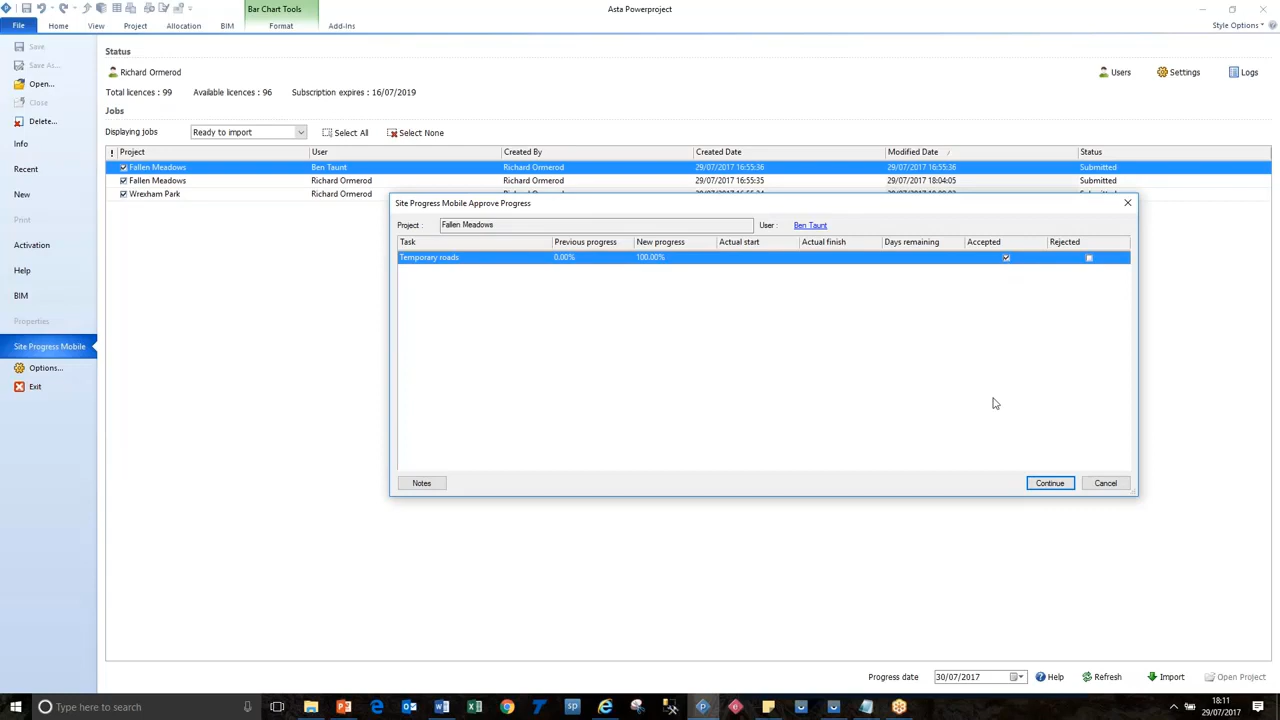 Bar Chart Tools
Asta Powerproject
File Home View Project Allocation BIM Format Add-Ins Style Options
Save
Save As...
Open...
Close
Delete...
Info
Recent
New
Print
Activation
Help
BIM
Properties
Site Progress Mobile
Options...
Exit
Status
Richard Ormerod Users Settings Logs
Total licences : 99 Available licences : 96 Subscription expires : 16/07/2019
Jobs
Displaying jobs Ready to import Select All Select None
! Project User Created By Created Date Modified Date Status
Fallen Meadows Ben Taunt Richard Ormerod 29/07/2017 16:55:36 29/07/2017 16:55:36 Submitted
Fallen Meadows Richard Ormerod Richard Ormerod 29/07/2017 16:55:35 29/07/2017 18:04:05 Submitted
Wrexham Park Richard Ormerod Richard Ormerod Submitted
Site Progress Mobile Approve Progress
Project : Fallen Meadows User : Ben Taunt
Task Previous progress New progress Actual start Actual finish Days remaining Accepted Rejected
Temporary roads 0.00% 100.00%
Notes Continue Cancel
Progress date 30/07/2017 Help Refresh Import Open Project
Type here to search
18:11
29/07/2017